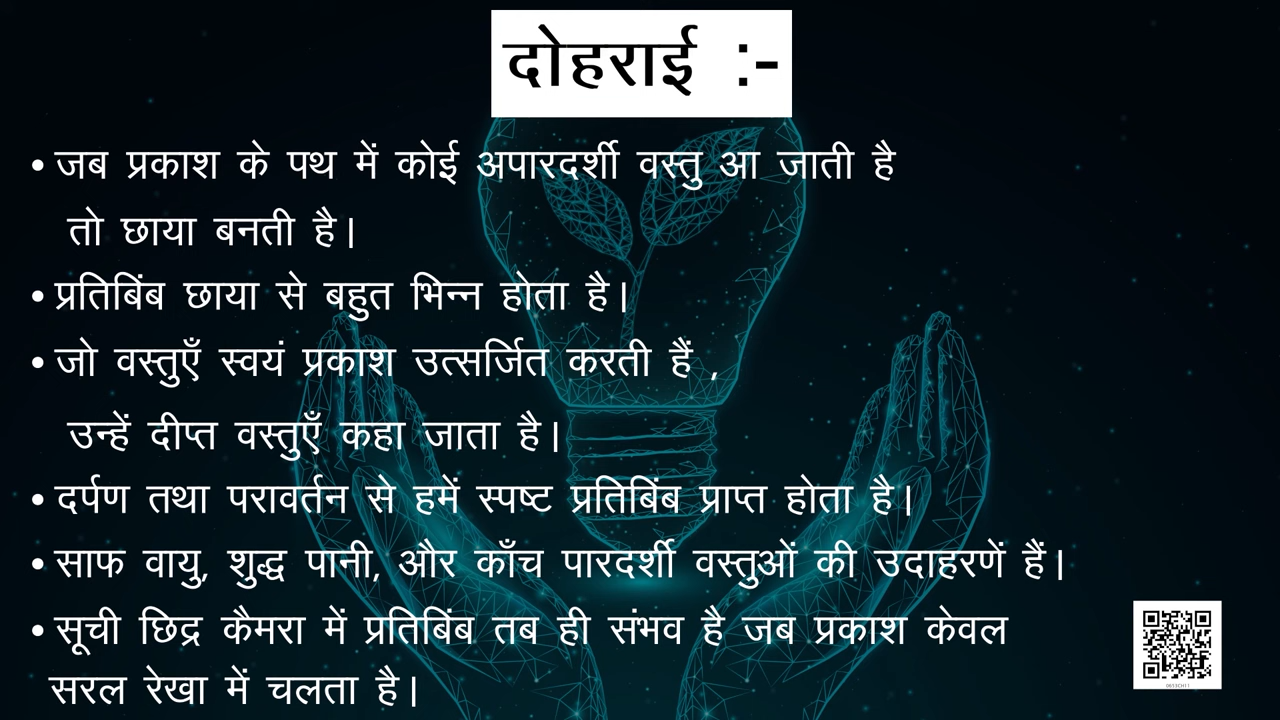 दोहराई :-
• जब प्रकाश के पथ में कोई अपारदर्शी वस्तु आ जाती है
तो छाया बनती है।
• प्रतिबिंब छाया से बहुत भिन्न होता है।
• जो वस्तुएँ स्वयं प्रकाश उत्सर्जित करती हैं ,
उन्हें दीप्त वस्तुएँ कहा जाता है।
• दर्पण तथा परावर्तन से हमें स्पष्ट प्रतिबिंब प्राप्त होता है।
• साफ वायु, शुद्ध पानी, और काँच पारदर्शी वस्तुओं की उदाहरणें हैं।
• सूची छिद्र कैमरा में प्रतिबिंब तब ही संभव है जब प्रकाश केवल
सरल रेखा में चलता है।